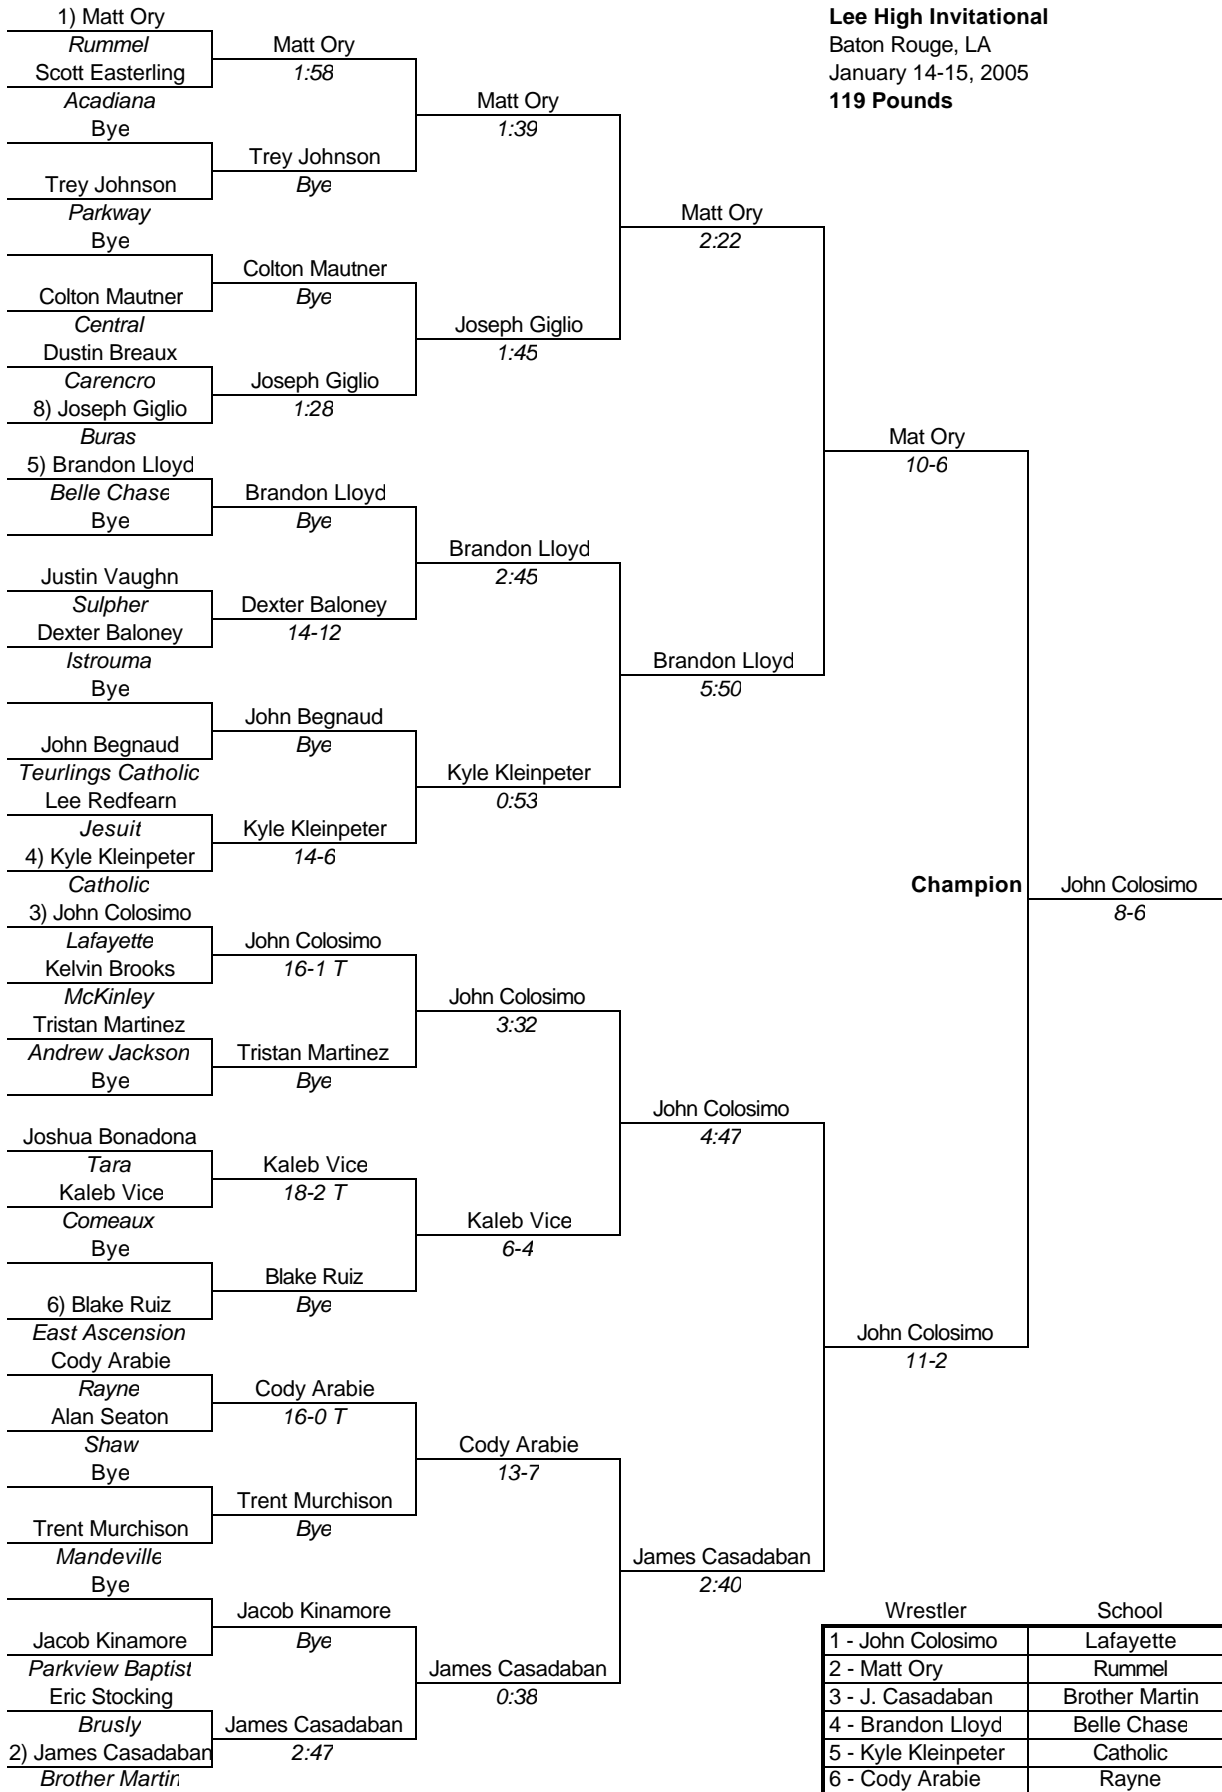 1) Matt Ory
Rummel
Scott Easterling
Acadiana
Bye
Trey Johnson
Parkway
Bye
Colton Mautner
Central
Dustin Breaux
Carencro
8) Joseph Giglio
Buras
5) Brandon Lloyd
Belle Chase
Bye
Justin Vaughn
Sulpher
Dexter Baloney
Istrouma
Bye
John Begnaud
Teurlings Catholic
Lee Redfearn
Jesuit
4) Kyle Kleinpeter
Catholic
3) John Colosimo
Lafayette
Kelvin Brooks
McKinley
Tristan Martinez
Andrew Jackson
Bye
Joshua Bonadona
Tara
Kaleb Vice
Comeaux
Bye
6) Blake Ruiz
East Ascension
Cody Arabie
Rayne
Alan Seaton
Shaw
Bye
Trent Murchison
Mandeville
Bye
Jacob Kinamore
Parkview Baptist
Eric Stocking
Brusly
2) James Casadaban
Brother Martin
Matt Ory
1:58
Trey Johnson
Bye
Colton Mautner
Bye
Joseph Giglio
1:28
Brandon Lloyd
Bye
Dexter Baloney
14-12
John Begnaud
Bye
Kyle Kleinpeter
14-6
John Colosimo
16-1 T
Tristan Martinez
Bye
Kaleb Vice
18-2 T
Blake Ruiz
Bye
Cody Arabie
16-0 T
Trent Murchison
Bye
Jacob Kinamore
Bye
James Casadaban
2:47
Matt Ory
1:39
Joseph Giglio
1:45
Brandon Lloyd
2:45
Kyle Kleinpeter
0:53
John Colosimo
3:32
Kaleb Vice
6-4
Cody Arabie
13-7
James Casadaban
0:38
Matt Ory
2:22
Brandon Lloyd
5:50
John Colosimo
4:47
James Casadaban
2:40
Lee High Invitational
Baton Rouge, LA
January 14-15, 2005
119 Pounds
Mat Ory
10-6
John Colosimo
11-2
Champion
John Colosimo
8-6
Wrestler School
1 - John Colosimo Lafayette
2 - Matt Ory Rummel
3 - J. Casadaban Brother Martin
4 - Brandon Lloyd Belle Chase
5 - Kyle Kleinpeter Catholic
6 - Cody Arabie Rayne